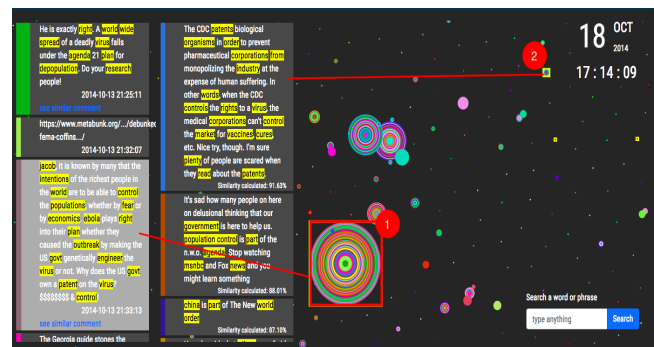 He is exactly right. A world wide
spread of a deadly virus falls
under the agenda 21 plan for
depopulation. Do your research
people!
2014-10-13 21:25:11
see similar comment
https://www.metabunk.org/.../debunked
fema-coffins.../
2014-10-13 21:32:07
jacob, it is known by many that the
intentions of the richest people in
the world are to be able to control
the populations whether by fear or
by economics. ebola plays right
into their plan whether they
caused the outbreak by making the
US govt genetically engineer the
virus or not. Why does the US govt
own a patent on the virus?
$$$$$$$$ & control!
2014-10-13 21:33:13
see similar comment
The Georgia guide stones the
The CDC patents biological
organisms in order to prevent
pharmaceutical corporations from
monopolizing the industry at the
expense of human suffering. In
other words, when the CDC
controls the rights to a virus, the
medical corporations can't control
the market for vaccines, cures,
etc. Nice try, though. I'm sure
plenty of people are scared when
they read about the patents.
Similarity calculated: 91.63%
It's sad how many people on here
on delusional thinking that our
government is here to help us.
population control is part of the
n.w.o. agenda. Stop watching
msnbc and Fox news and you
might learn something
Similarity calculated: 88.01%
china is part of The New world
order
Similarity calculated: 87.10%
1
2
18 OCT
2014
17 : 14 : 09
Search a word or phrase
type anything
Search